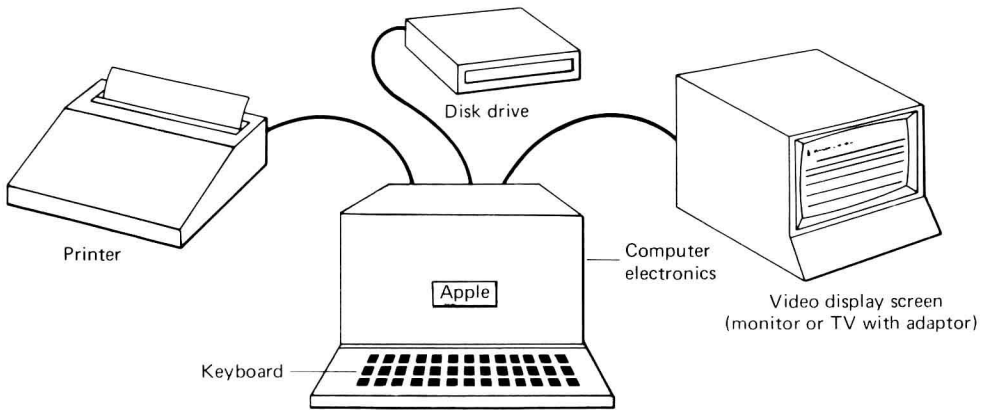 Disk drive
Printer
Computer
electronics
Apple
Video display screen
(monitor or TV with adaptor)
Keyboard